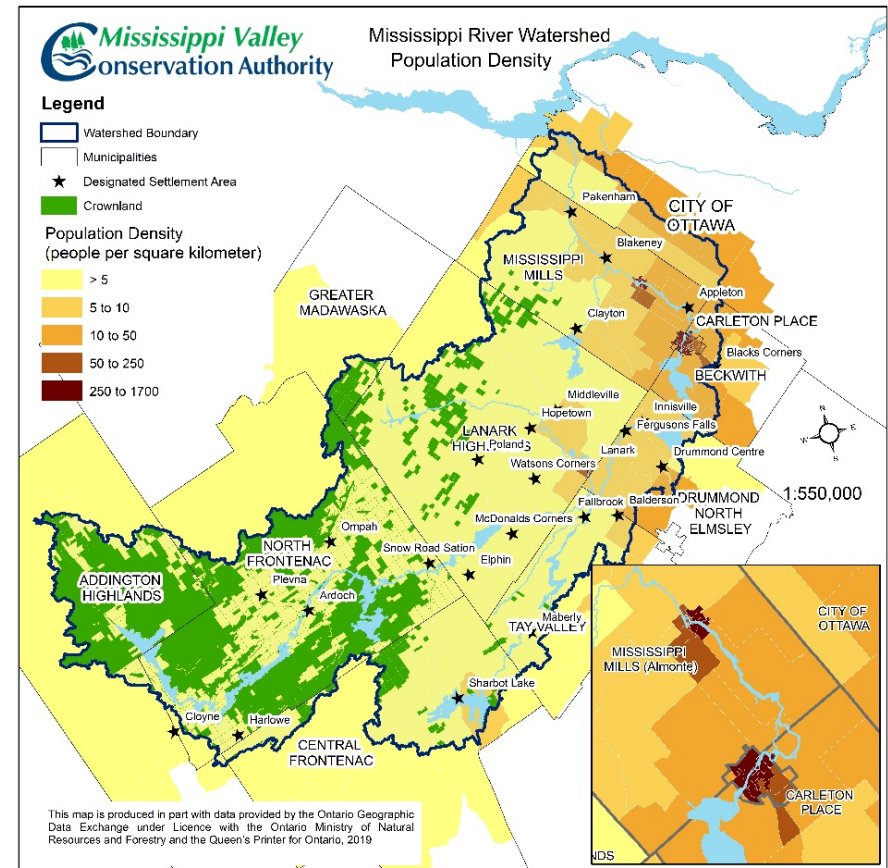 Mississippi Valley
Conservation Authority
Mississippi River Watershed
Population Density
Legend
Watershed Boundary
Municipalities
Designated Settlement Area
Crownland
Population Density
(people per square kilometer)
> 5
5 to 10
10 to 50
50 to 250
250 to 1700
Pakenham
CITY OF
OTTAWA
Blakeney
MISSISSIPPI
MILLS
GREATER
MADAWASKA
Appleton
Clayton
CARLETON PLACE
Blacks Corners
BECKWITH
Middleville
Hopetown
Innisville
Fergusons Falls
LANARK
HIGHLANDS
Poland
Lanark
Drummond Centre
Watsons Corners
N
W
E
S
1:550,000
Fallbrook
Balderson
DRUMMOND
NORTH
ELMSLEY
McDonalds Corners
Ompah
Snow Road Sation
NORTH
FRONTENAC
Elphin
ADDINGTON
HIGHLANDS
Plevna
Ardoch
Maberly
TAY VALLEY
Sharbot Lake
Cloyne
Harlowe
CENTRAL
FRONTENAC
CITY OF
OTTAWA
MISSISSIPPI
MILLS (Almonte)
CARLETON
PLACE
NDS
This map is produced in part with data provided by the Ontario Geographic
Data Exchange under Licence with the Ontario Ministry of Natural
Resources and Forestry and the Queen's Printer for Ontario, 2019